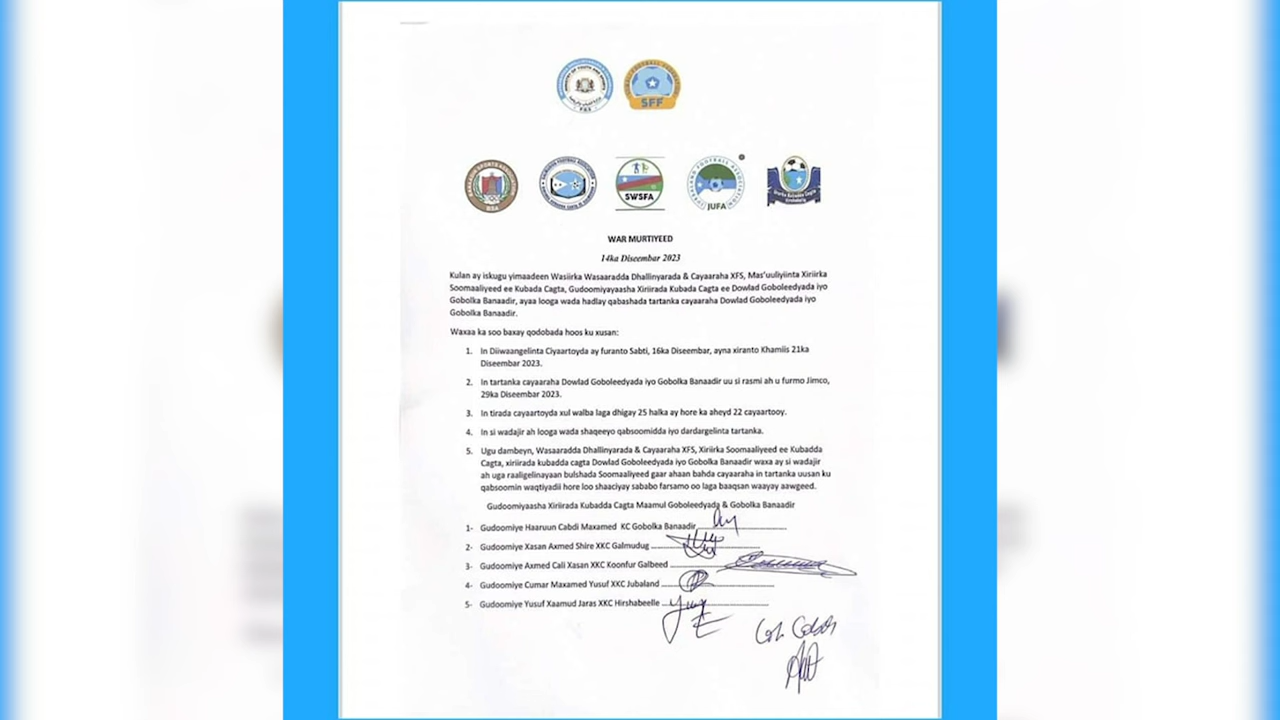 SFF
BSA
SWSFA
JUFA
WAR MURTIYEED
14ka Diseembar 2023
Kulan ay iskugu yimaadeen Wasiirka Wasaaradda Dhallinyarada & Cayaaraha XFS, Mas'uuliyiinta Xiriirka
Soomaaliyeed ee Kubada Cagta, Gudoomiyayaasha Xiriirada Kubada Cagta ee Dowlad Goboleedyada iyo
Gobolka Banaadir, ayaa looga wada hadlay qabashada tartanka cayaaraha Dowlad Goboleedyada iyo
Gobolka Banaadir.
Waxaa ka soo baxay qodobada hoos ku xusan:
1. In Diiwaangelinta Ciyaartoyda ay furanto Sabti, 16ka Diseembar, ayna xiranto Khamiis 21ka
Diseembar 2023.
2. In tartanka cayaaraha Dowlad Goboleedyada iyo Gobolka Banaadir uu si rasmi ah u furmo Jimco,
29ka Diseembar 2023.
3. In tirada cayaartoyda xul walba laga dhigay 25 halka ay hore ka aheyd 22 cayaartooy.
4. In si wadajir ah looga wada shaqeeyo qabsoomidda iyo dardargelinta tartanka.
5. Ugu dambeyn, Wasaaradda Dhallinyarada & Cayaaraha XFS, Xiriirka Soomaaliyeed ee Kubadda
Cagta, xiriirada kubadda cagta Dowlad Goboleedyada iyo Gobolka Banaadir waxa ay si wadajir
ah uga raaligelinayaan bulshada Soomaaliyeed gaar ahaan bahda cayaaraha in tartanka uusan ku
qabsoomin waqtiyadii hore loo shaaciyay sababo farsamo oo laga baaqsan waayay aawgeed.
Gudoomiyaasha Xiriirada Kubadda Cagta Maamul Goboleedyada & Gobolka Banaadir
1- Gudoomiye Haaruun Cabdi Maxamed KC Gobolka Banaadir
2- Gudoomiye Xasan Axmed Shire XKC Galmudug
3- Gudoomiye Axmed Cali Xasan XKC Koonfur Galbeed
4- Gudoomiye Cumar Maxamed Yusuf XKC Jubaland
5- Gudoomiye Yusuf Xaamud Jaras XKC Hirshabeelle